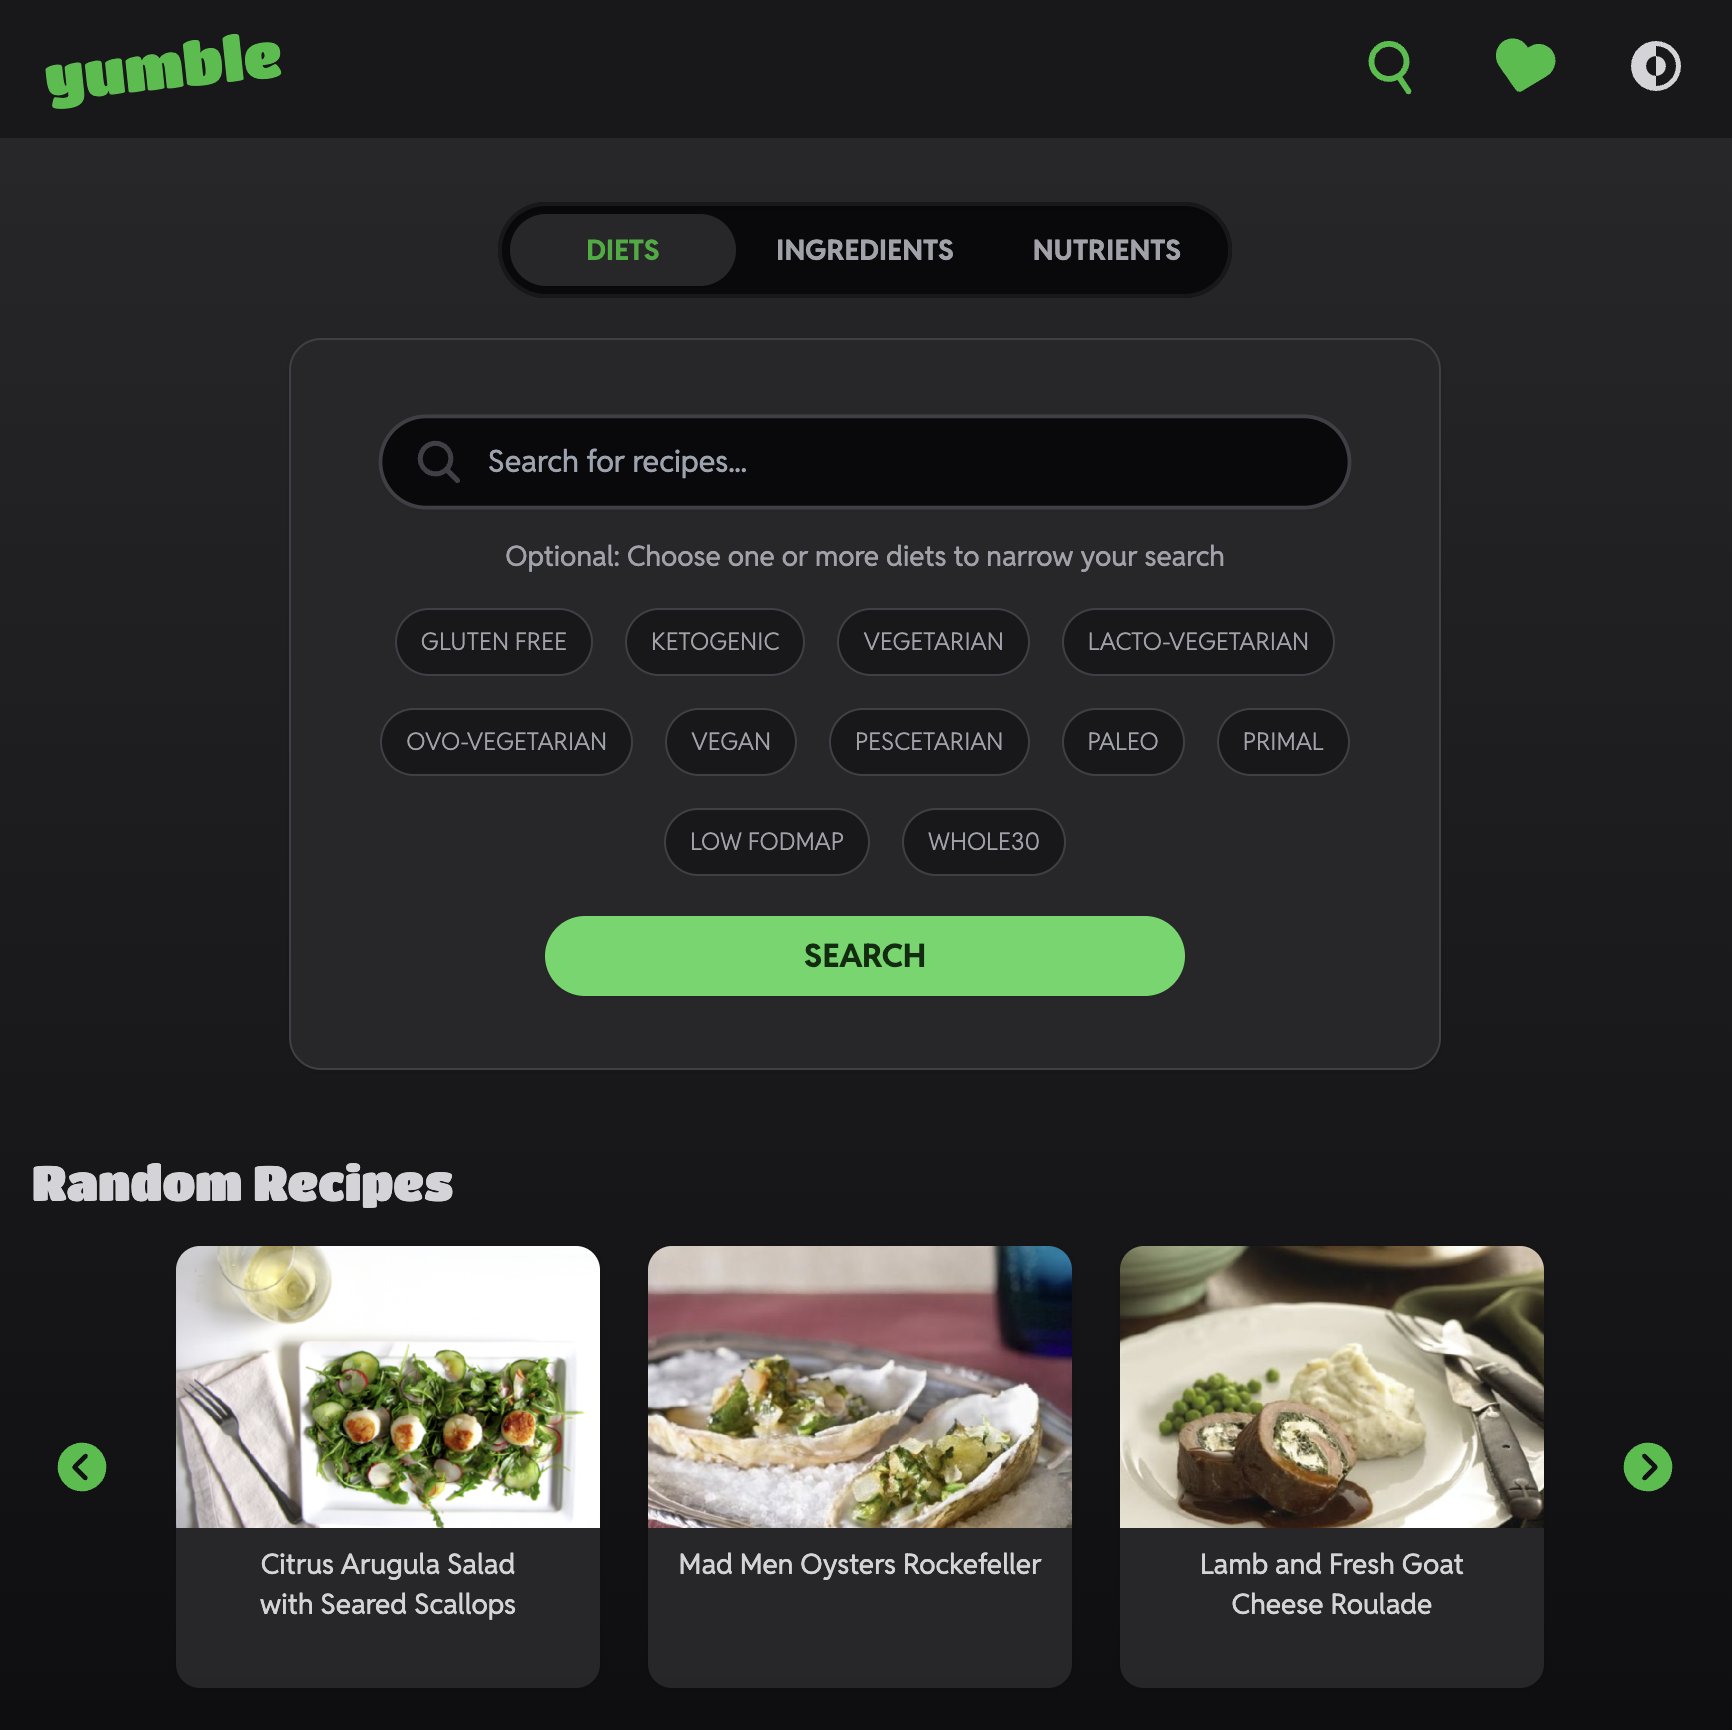 yumble
DIETS INGREDIENTS NUTRIENTS
Search for recipes...
Optional: Choose one or more diets to narrow your search
GLUTEN FREE KETOGENIC VEGETARIAN LACTO-VEGETARIAN
OVO-VEGETARIAN VEGAN PESCETARIAN PALEO PRIMAL
LOW FODMAP WHOLE30
SEARCH
Random Recipes
Citrus Arugula Salad
with Seared Scallops
Mad Men Oysters Rockefeller
Lamb and Fresh Goat
Cheese Roulade